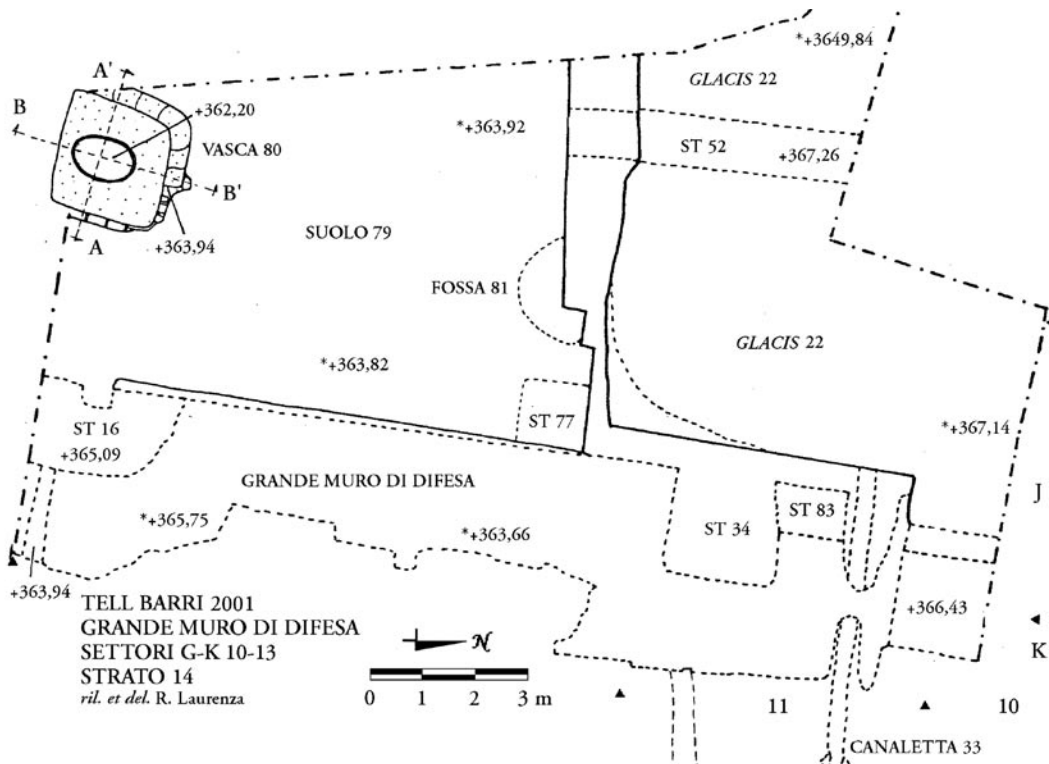 *+3649,84
A'
GLACIS 22
B
+362,20
*+363,92
VASCA 80
ST 52
+367,26
B'
A
+363,94
SUOLO 79
FOSSA 81
GLACIS 22
*+363,82
ST 16
+365,09
ST 77
*+367,14
GRANDE MURO DI DIFESA
J
*+365,75
*+363,66
ST 34
ST 83
+363,94
+366,43
TELL BARRI 2001
GRANDE MURO DI DIFESA
SETTORI G-K 10-13
STRATO 14
ril. et del. R. Laurenza
N
0 1 2 3 m
K
11
10
CANALETTA 33